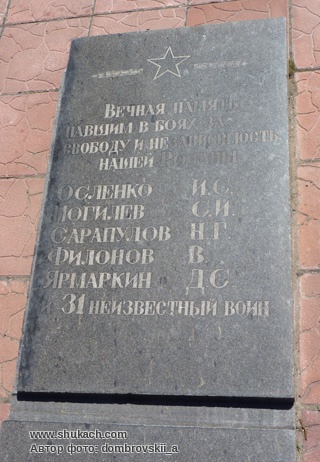 Вечная память
павшим в боях за
свободу и независимость
нашей Родины
Осленко И.С.
Могилев С.И.
Сарапулов Н.Г
Филонов В.
Ярмаркин Д С
и 31 неизвестный воин
www.shukach.com
Автор фото: dombrovskii_a